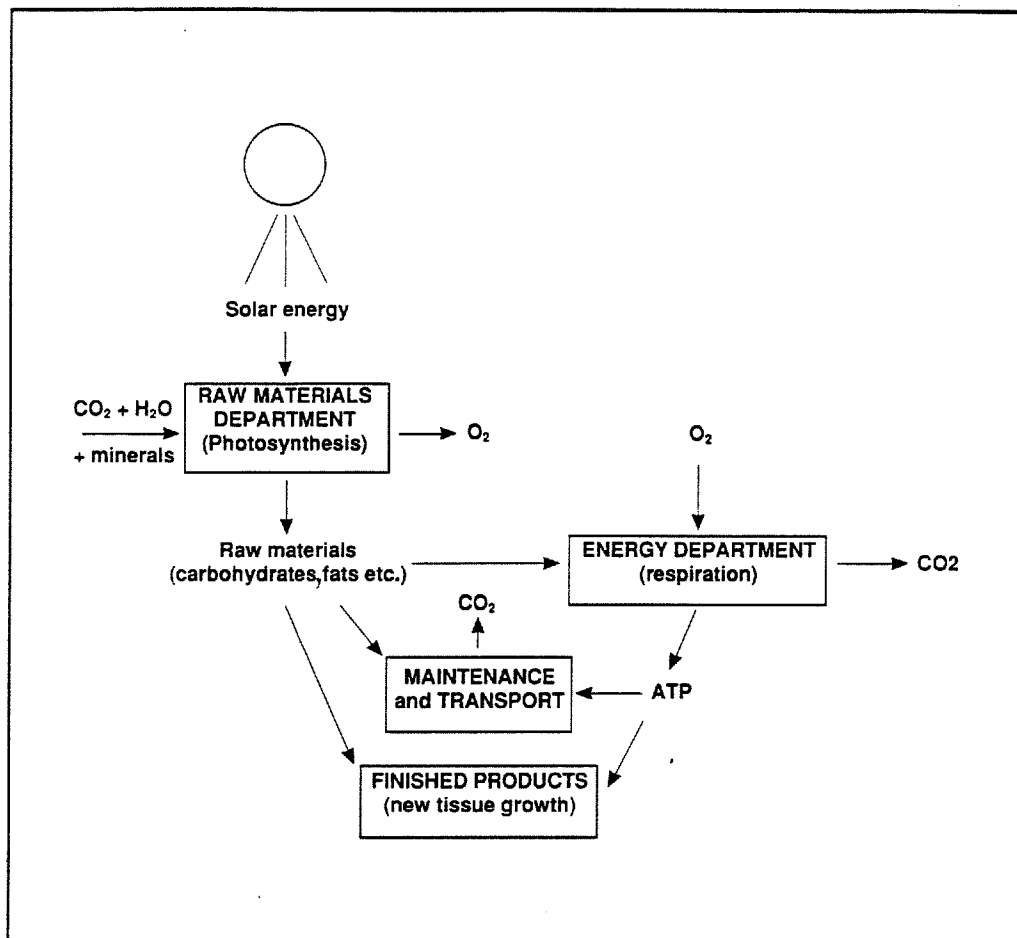 Solar energy
RAW MATERIALS
DEPARTMENT
(Photosynthesis)
CO₂ + H₂O
+ minerals
O₂
O₂
Raw materials
(carbohydrates, fats etc.)
ENERGY DEPARTMENT
(respiration)
CO2
CO₂
MAINTENANCE
and TRANSPORT
ATP
FINISHED PRODUCTS
(new tissue growth)